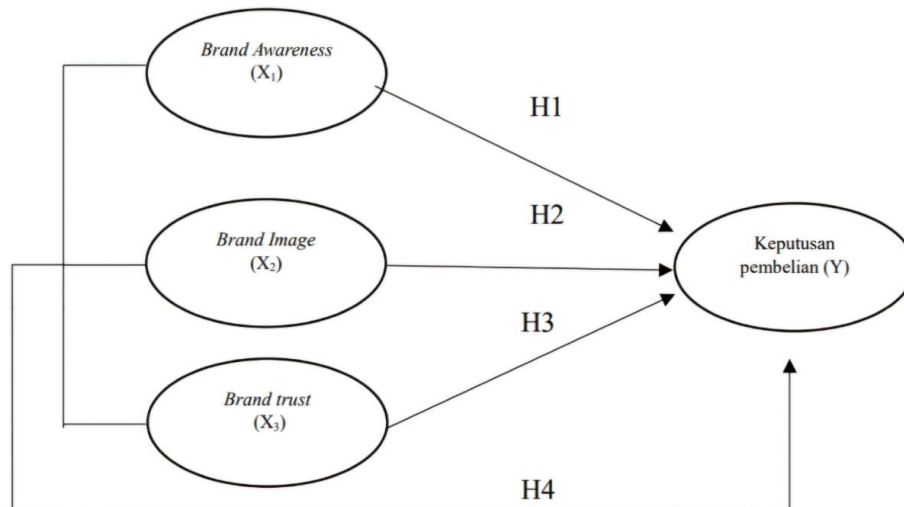 Brand Awareness
(X₁)
H1
H2
Brand Image
(X₂)
Keputusan
pembelian (Y)
H3
Brand trust
(X₃)
H4